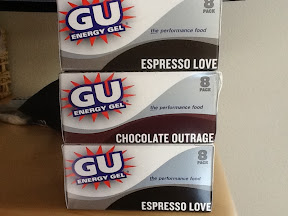 GU
ENERGY GEL
8
PACK
the performance food
ESPRESSO LOVE
GU
ENERGY GEL
8
PACK
the performance food
CHOCOLATE OUTRAGE
GU
ENERGY GEL
8
PACK
the performance food
ESPRESSO LOVE